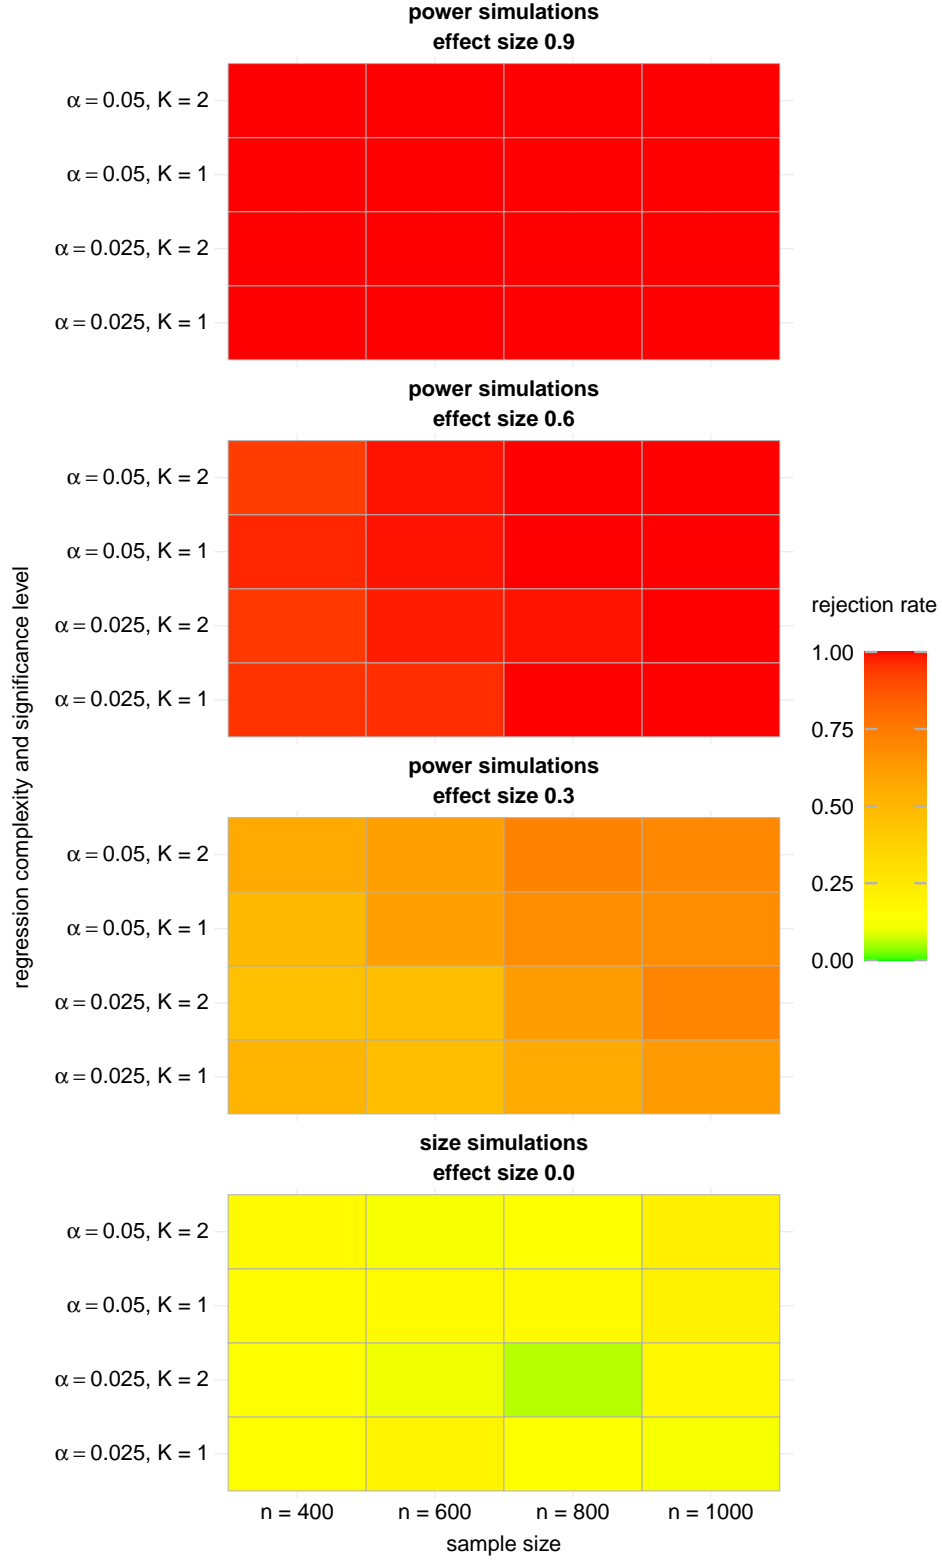 power simulations
effect size 0.9
α = 0.05, K = 2
α = 0.05, K = 1
α = 0.025, K = 2
α = 0.025, K = 1
power simulations
effect size 0.6
α = 0.05, K = 2
α = 0.05, K = 1
α = 0.025, K = 2
α = 0.025, K = 1
power simulations
effect size 0.3
α = 0.05, K = 2
α = 0.05, K = 1
α = 0.025, K = 2
α = 0.025, K = 1
size simulations
effect size 0.0
α = 0.05, K = 2
α = 0.05, K = 1
α = 0.025, K = 2
α = 0.025, K = 1
n = 400 n = 600 n = 800 n = 1000
sample size
regression complexity and significance level
rejection rate
1.00
0.75
0.50
0.25
0.00